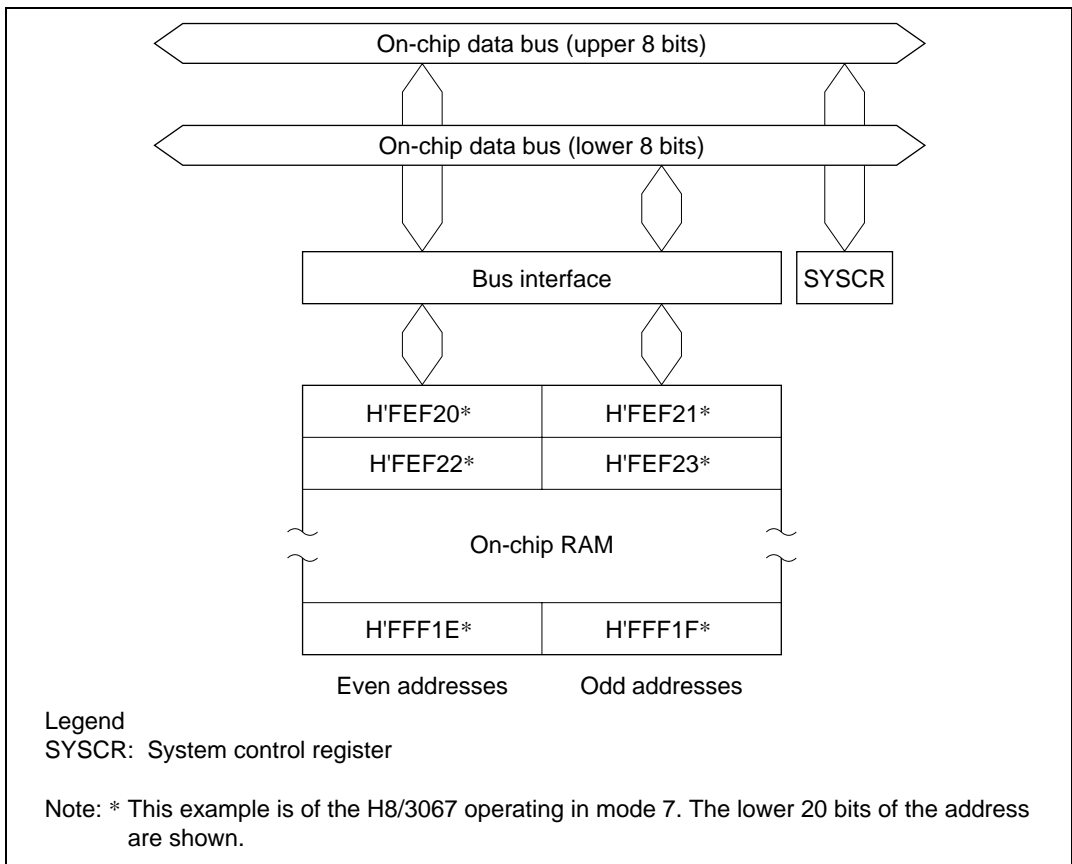 On-chip data bus (upper 8 bits)
On-chip data bus (lower 8 bits)
Bus interface
SYSCR
H'FEF20*
H'FEF21*
H'FEF22*
H'FEF23*
On-chip RAM
H'FFF1E*
H'FFF1F*
Even addresses
Odd addresses
Legend
SYSCR: System control register
Note: * This example is of the H8/3067 operating in mode 7. The lower 20 bits of the address
are shown.